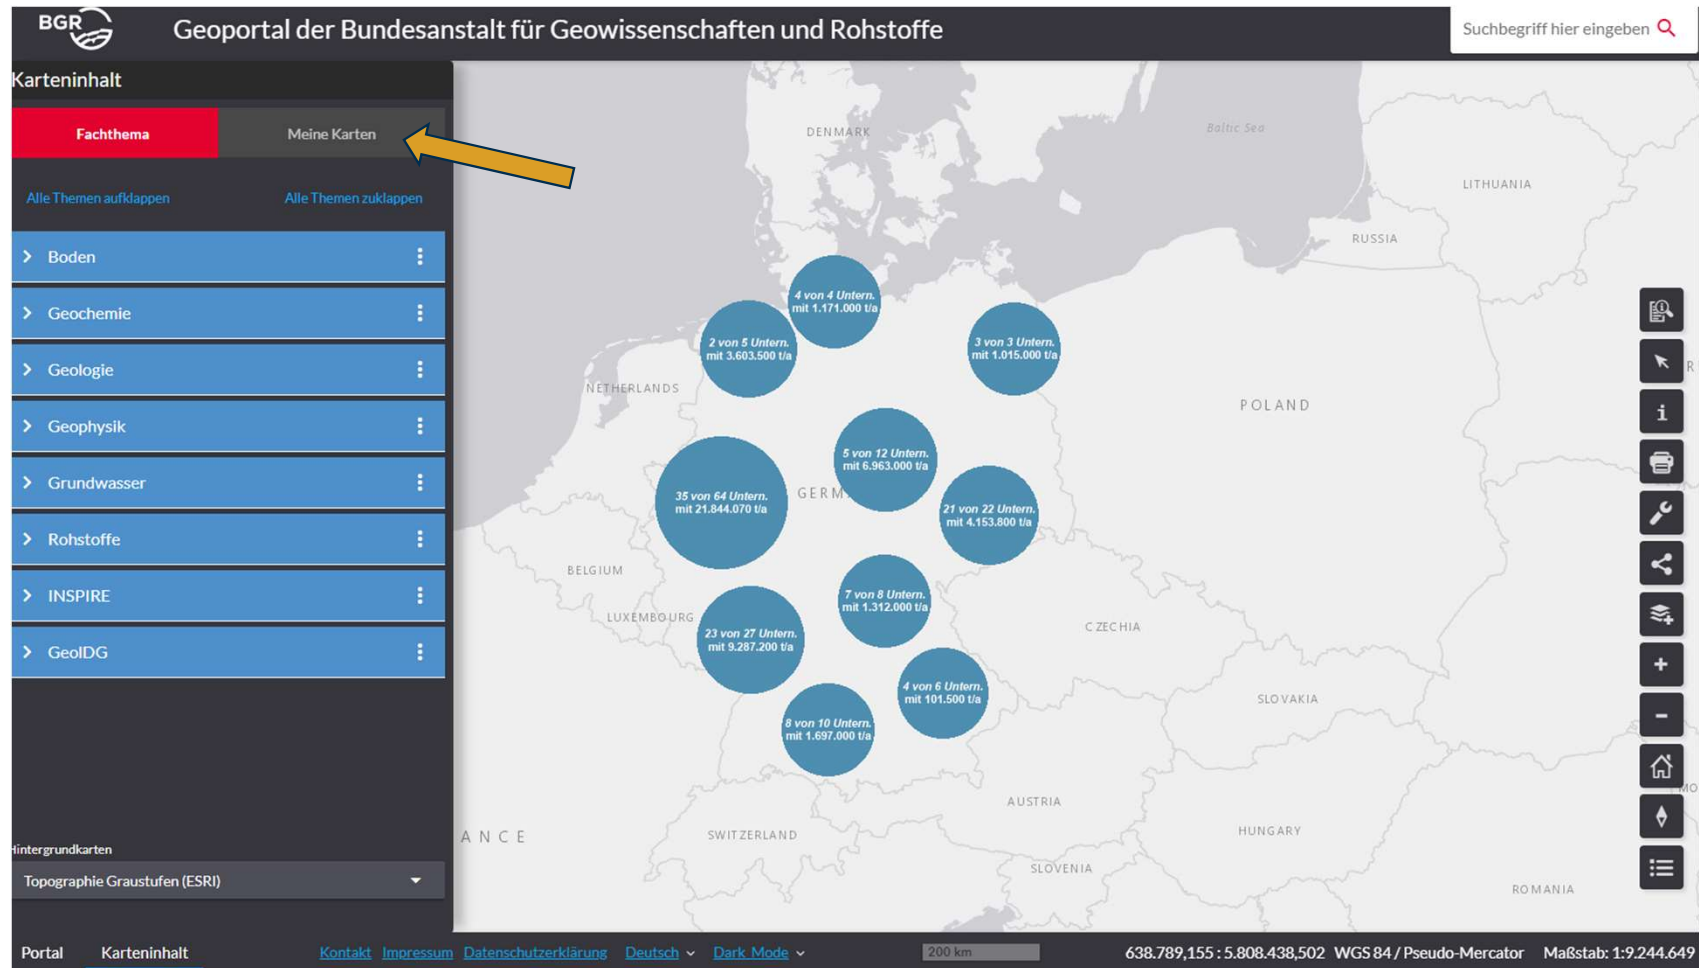 BGR
Geoportal der Bundesanstalt für Geowissenschaften und Rohstoffe
Suchbegriff hier eingeben
Karteninhalt
Fachthema
Meine Karten
Alle Themen aufklappen
Alle Themen zuklappen
Boden
Geochemie
Geologie
Geophysik
Grundwasser
Rohstoffe
INSPIRE
GeoIDG
Hintergrundkarten
Topographie Graustufen (ESRI)
DENMARK
Baltic Sea
LITHUANIA
RUSSIA
4 von 4 Untern.
mit 1.171.000 t/a
2 von 5 Untern.
mit 3.603.500 t/a
3 von 3 Untern.
mit 1.015.000 t/a
NETHERLANDS
POLAND
5 von 12 Untern.
mit 6.963.000 t/a
35 von 64 Untern.
mit 21.844.070 t/a
GERM
21 von 22 Untern.
mit 4.153.800 t/a
BELGIUM
7 von 8 Untern.
mit 1.312.000 t/a
LUXEMBOURG
23 von 27 Untern.
mit 9.287.200 t/a
CZECHIA
4 von 6 Untern.
mit 101.500 t/a
SLOVAKIA
8 von 10 Untern.
mit 1.697.000 t/a
AUSTRIA
ANCE
SWITZERLAND
HUNGARY
SLOVENIA
ROMANIA
MO
Portal
Karteninhalt
Kontakt Impressum Datenschutzerklärung Deutsch Dark Mode
200 km
638.789,155 : 5.808.438,502 WGS 84 / Pseudo-Mercator Maßstab: 1:9.244.649